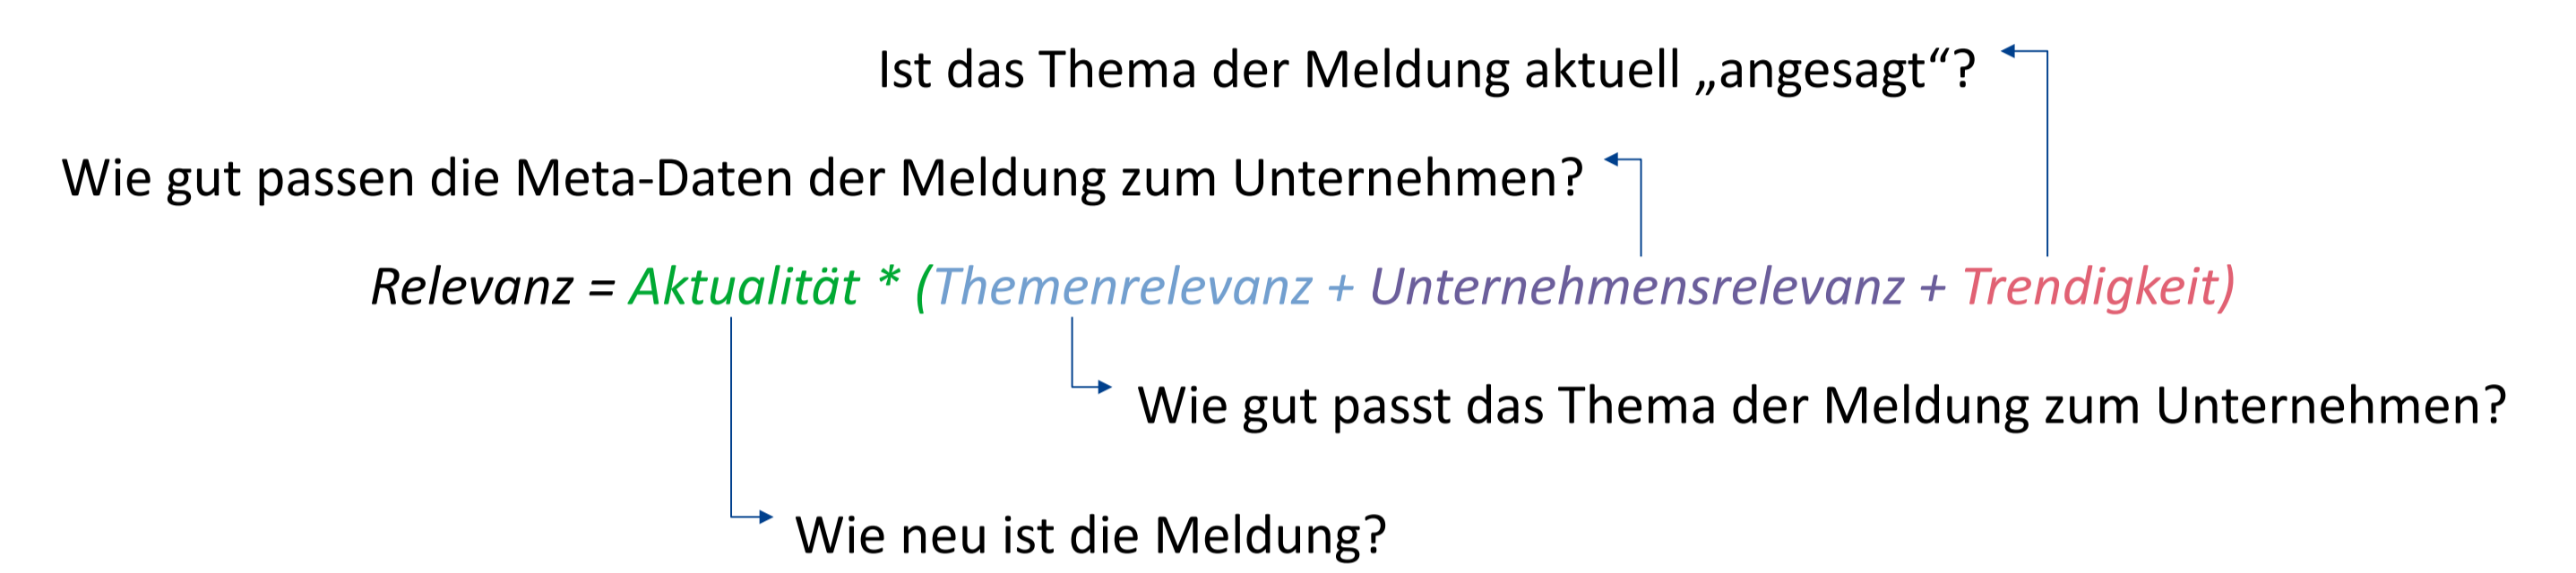 Ist das Thema der Meldung aktuell „angesagt“?
Wie gut passen die Meta-Daten der Meldung zum Unternehmen?
Relevanz = Aktualität * (Themenrelevanz + Unternehmensrelevanz + Trendigkeit)
Wie gut passt das Thema der Meldung zum Unternehmen?
Wie neu ist die Meldung?